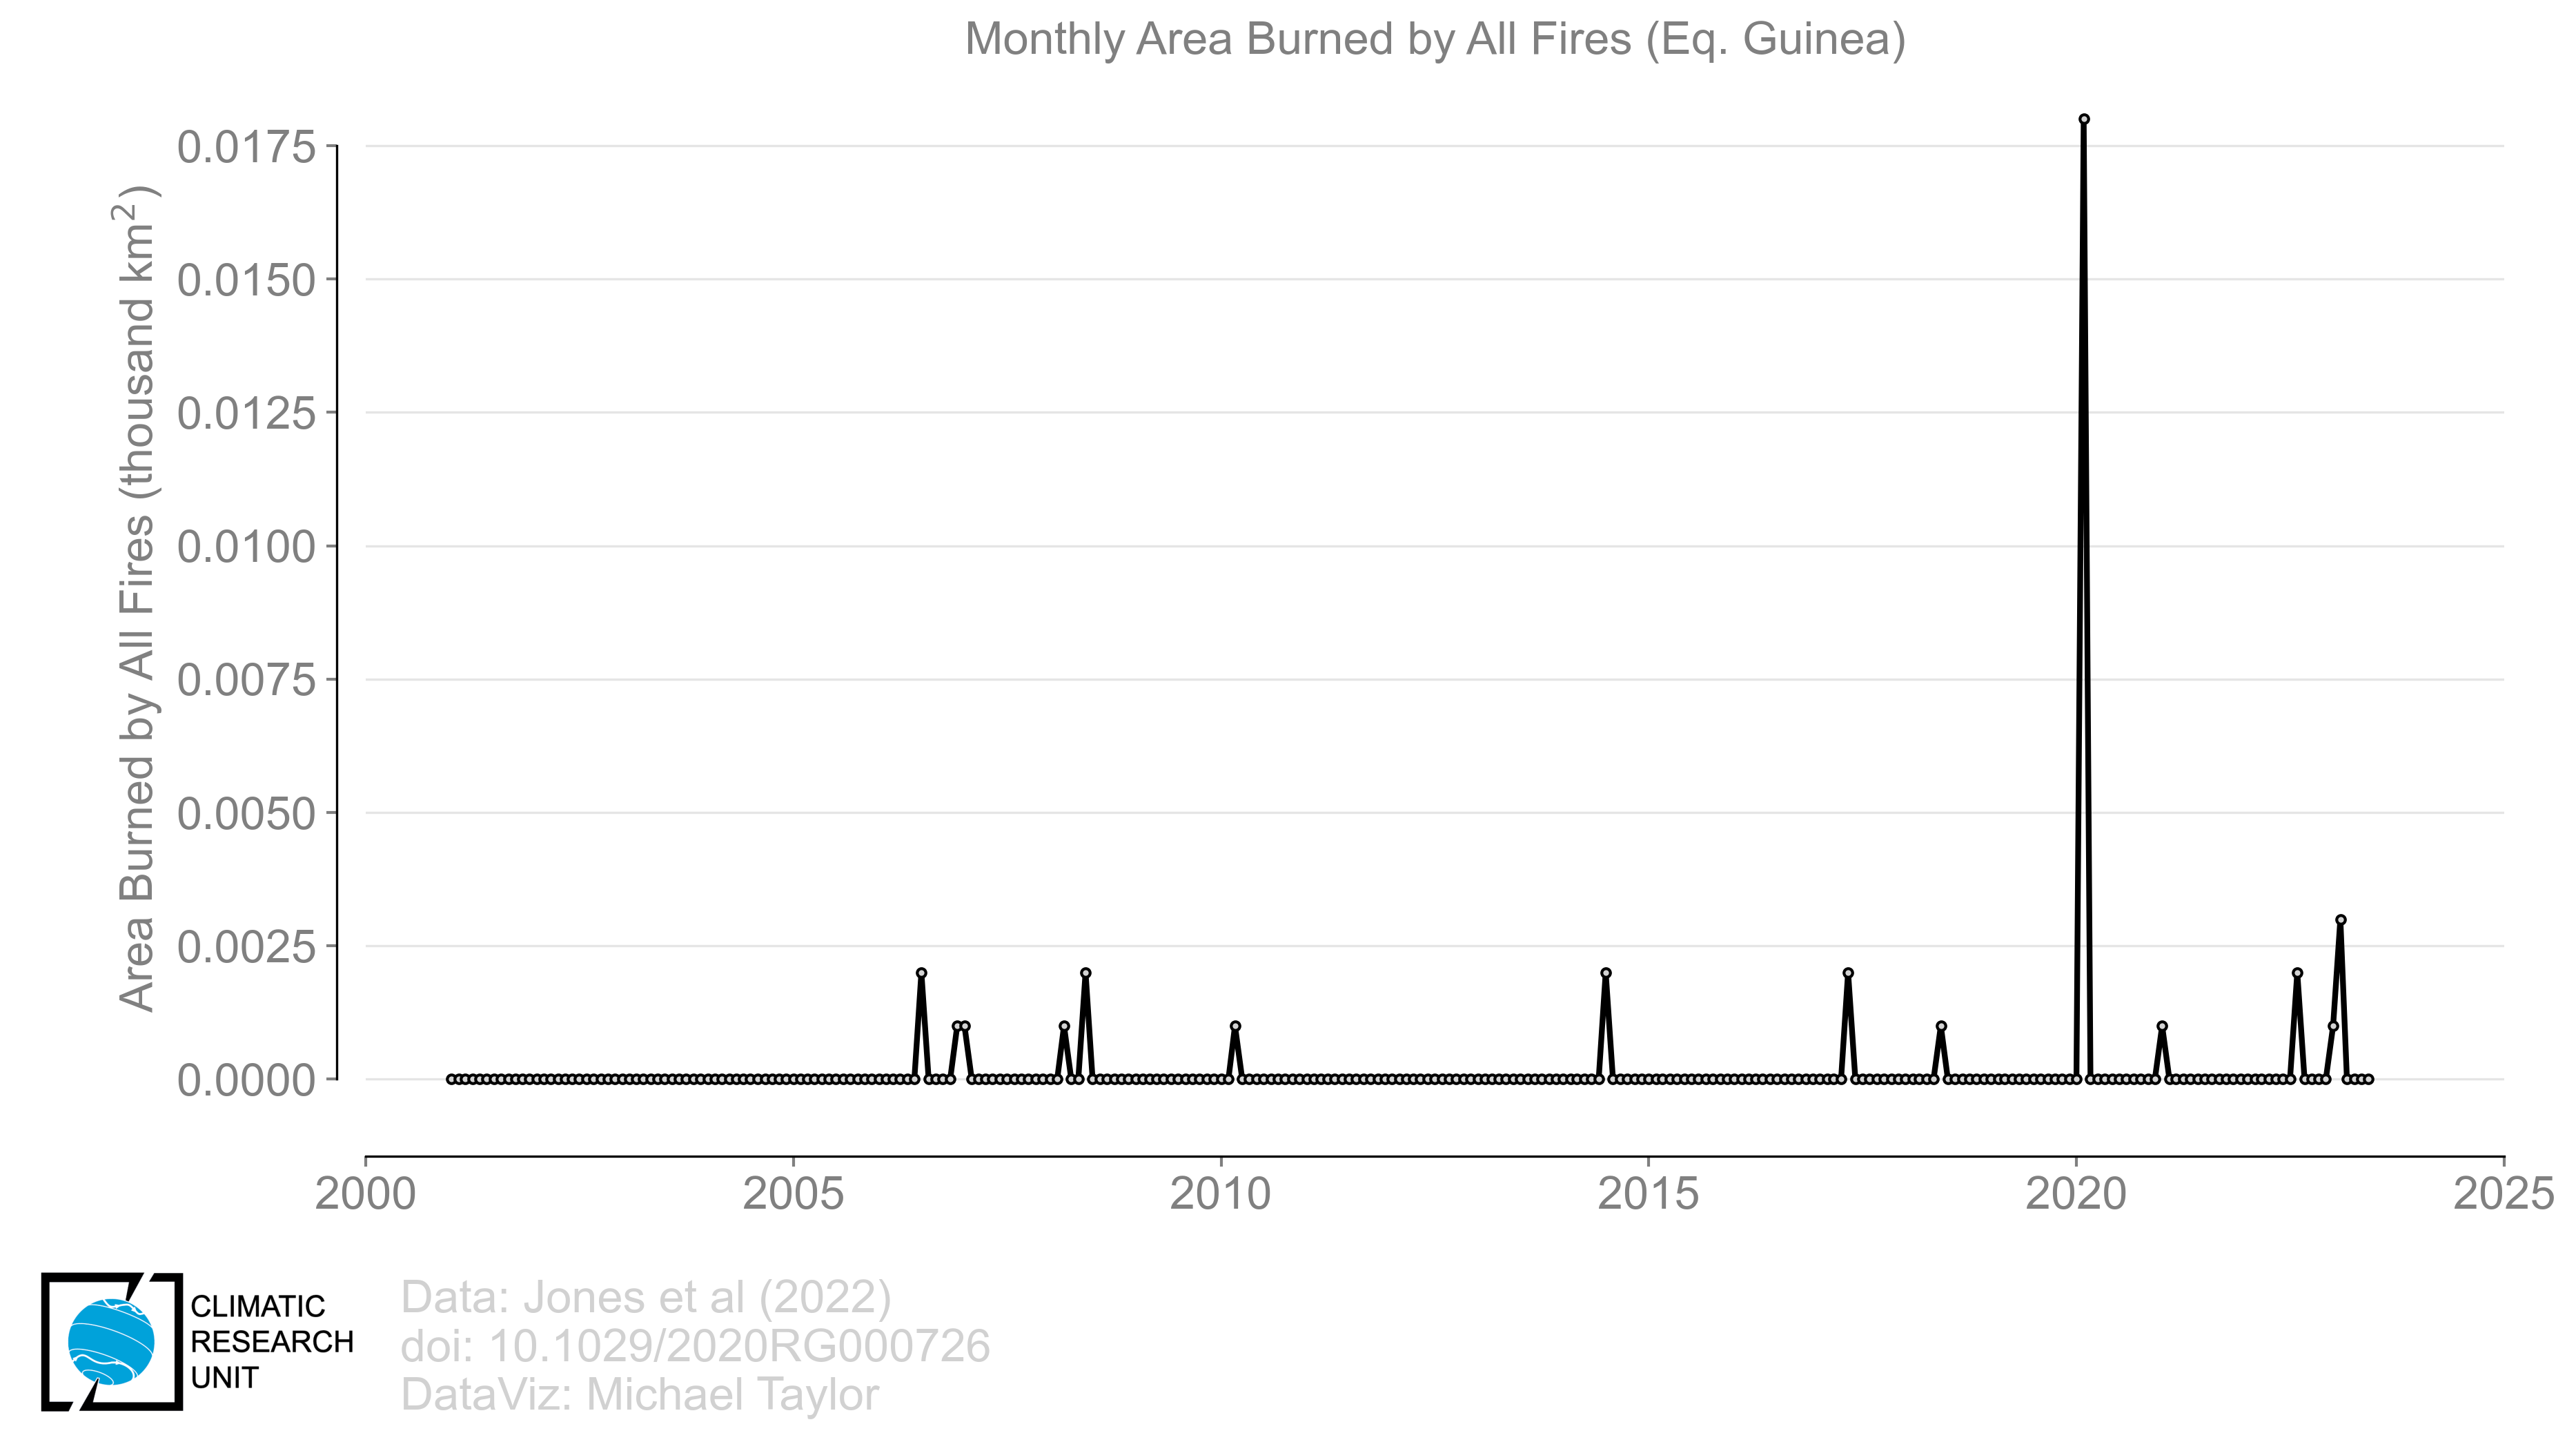 Monthly Area Burned by All Fires (Eq. Guinea)
Area Burned by All Fires (thousand km²)
0.0175
0.0150
0.0125
0.0100
0.0075
0.0050
0.0025
0.0000
2000 2005 2010 2015 2020 2025
CLIMATIC
RESEARCH
UNIT
Data: Jones et al (2022)
doi: 10.1029/2020RG000726
DataViz: Michael Taylor